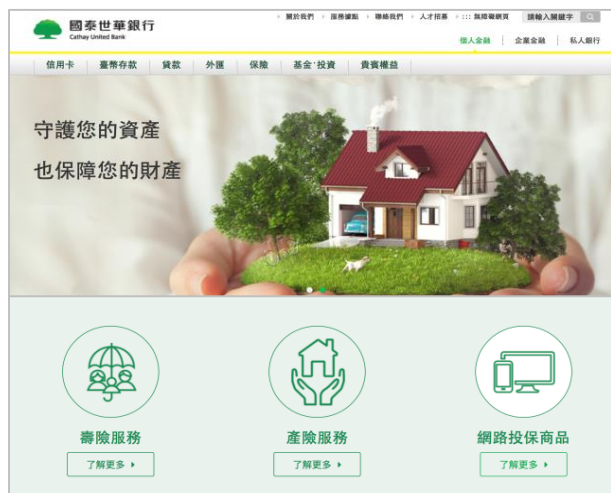 國泰世華銀行
Cathay United Bank
關於我們 服務據點 聯絡我們 人才招募 ::: 無障礙網頁 請輸入關鍵字
個人金融 企業金融 私人銀行
信用卡 臺幣存款 貸款 外匯 保險 基金‧投資 貴賓權益
守護您的資產
也保障您的財產
壽險服務 產險服務 網路投保商品
了解更多 了解更多 了解更多